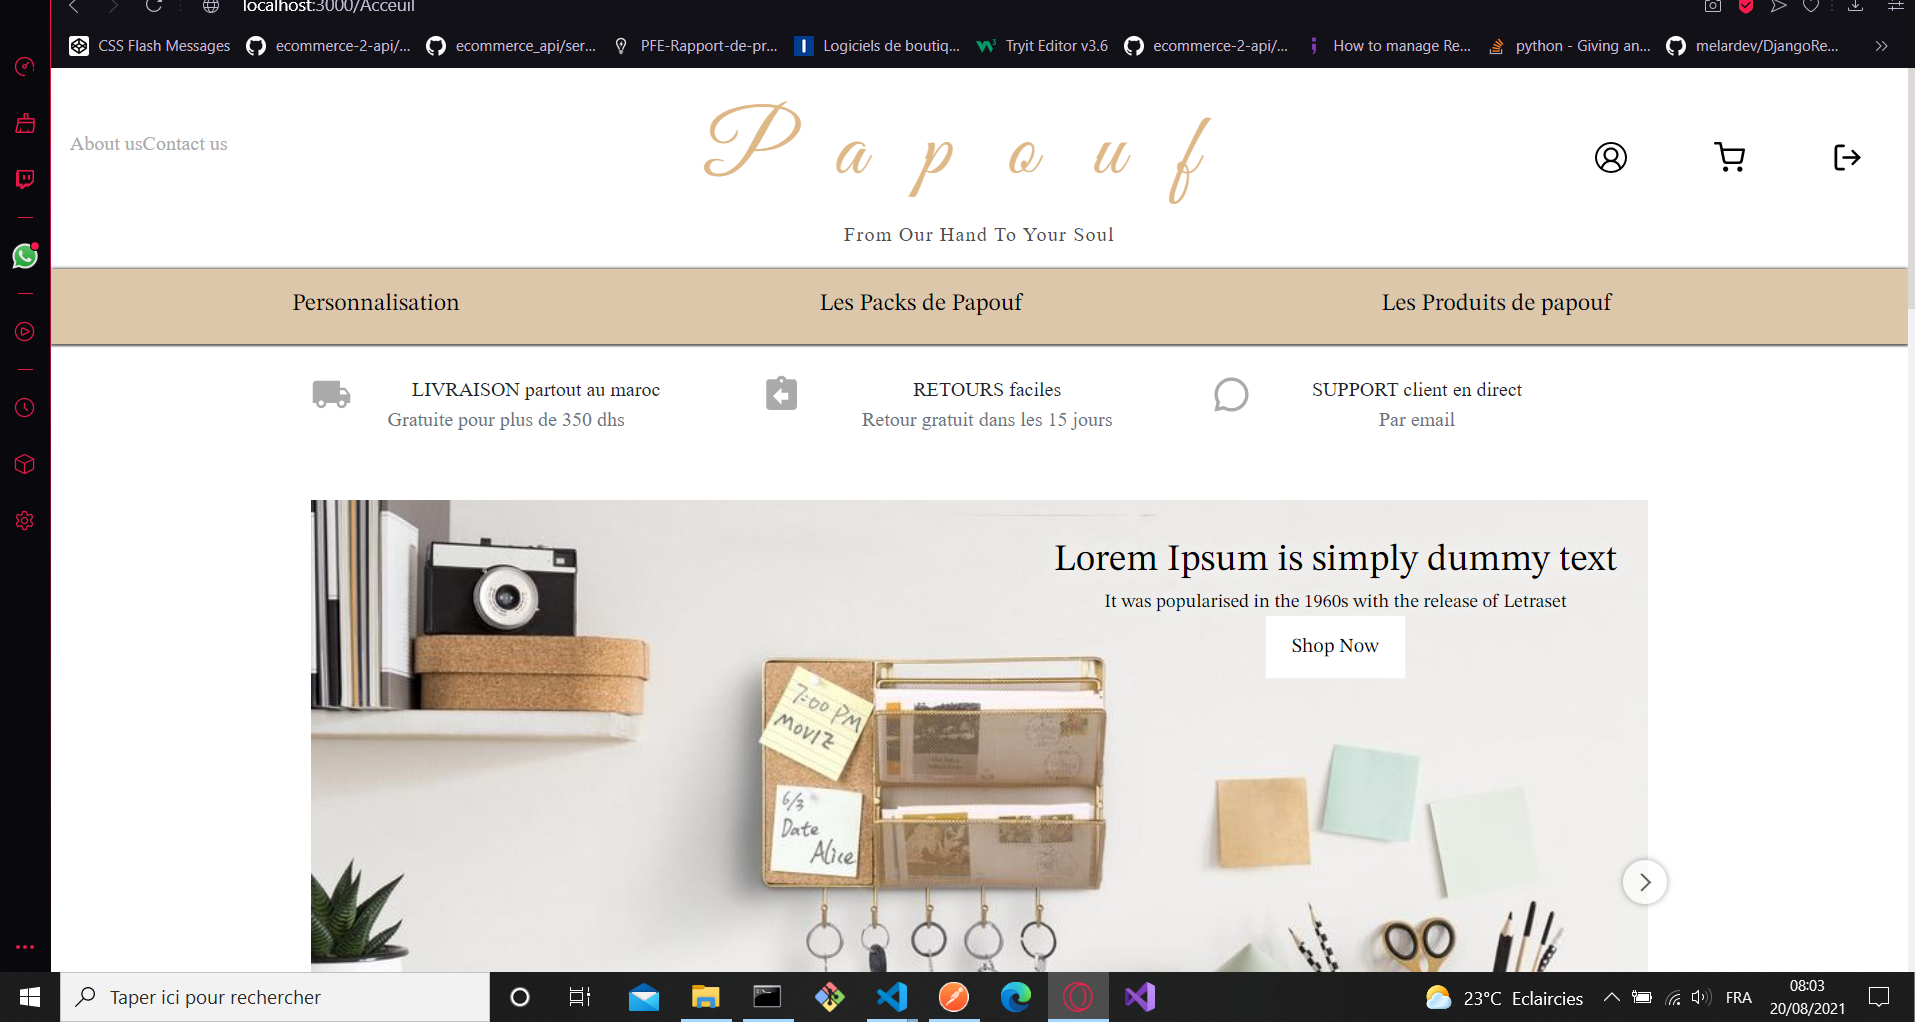 localhost:3000/Acceuil
CSS Flash Messages
ecommerce-2-api/...
ecommerce_api/ser...
PFE-Rapport-de-pr...
Logiciels de boutiq...
Tryit Editor v3.6
ecommerce-2-api/...
How to manage Re...
python - Giving an...
melardev/DjangoRe...
About usContact us
Papouf
From Our Hand To Your Soul
Personnalisation
Les Packs de Papouf
Les Produits de papouf
LIVRAISON partout au maroc
Gratuite pour plus de 350 dhs
RETOURS faciles
Retour gratuit dans les 15 jours
SUPPORT client en direct
Par email
Lorem Ipsum is simply dummy text
It was popularised in the 1960s with the release of Letraset
Shop Now
7:00 PM
MOVIE
6/3
Date
Alice
Taper ici pour rechercher
23°C Eclaircies
FRA
08:03
20/08/2021